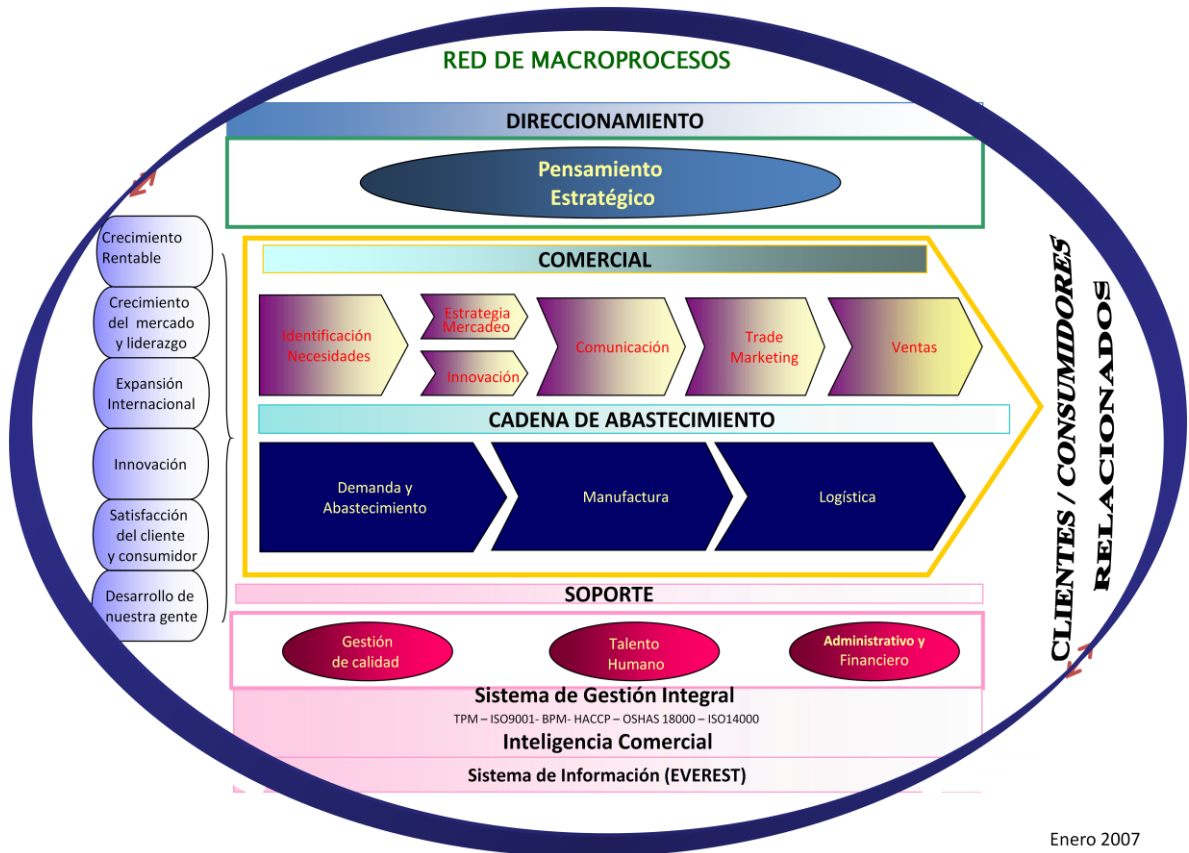 RED DE MACROPROCESOS
DIRECCIONAMIENTO
Pensamiento
Estratégico
Crecimiento
Rentable
Crecimiento
del mercado
y liderazgo
Expansión
Internacional
Innovación
Satisfacción
del cliente
y consumidor
Desarrollo de
nuestra gente
COMERCIAL
Identificación
Necesidades
Estrategia
Mercadeo
Innovación
Comunicación
Trade
Marketing
Ventas
CADENA DE ABASTECIMIENTO
Demanda y
Abastecimiento
Manufactura
Logística
SOPORTE
Gestión
de calidad
Talento
Humano
Administrativo y
Financiero
Sistema de Gestión Integral
TPM – ISO9001- BPM- HACCP – OSHAS 18000 – ISO14000
Inteligencia Comercial
Sistema de Información (EVEREST)
CLIENTES / CONSUMIDORES
RELACIONADOS
Enero 2007